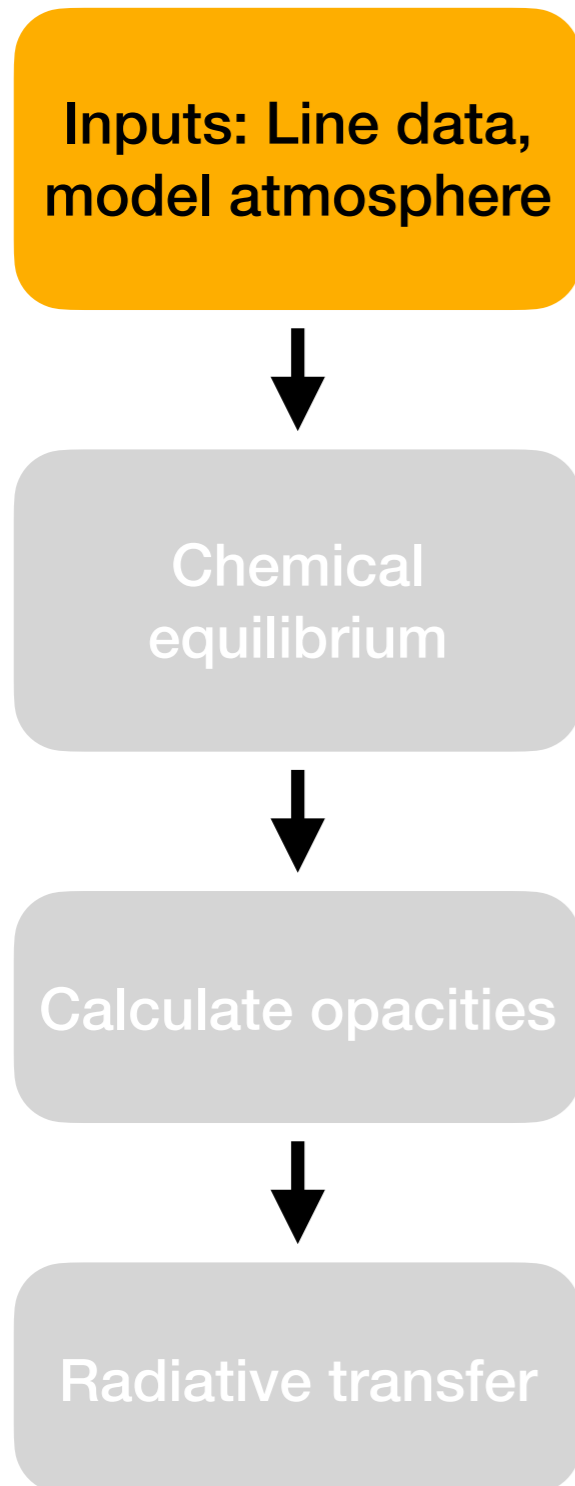 Inputs: Line data,
model atmosphere
Chemical
equilibrium
Calculate opacities
Radiative transfer